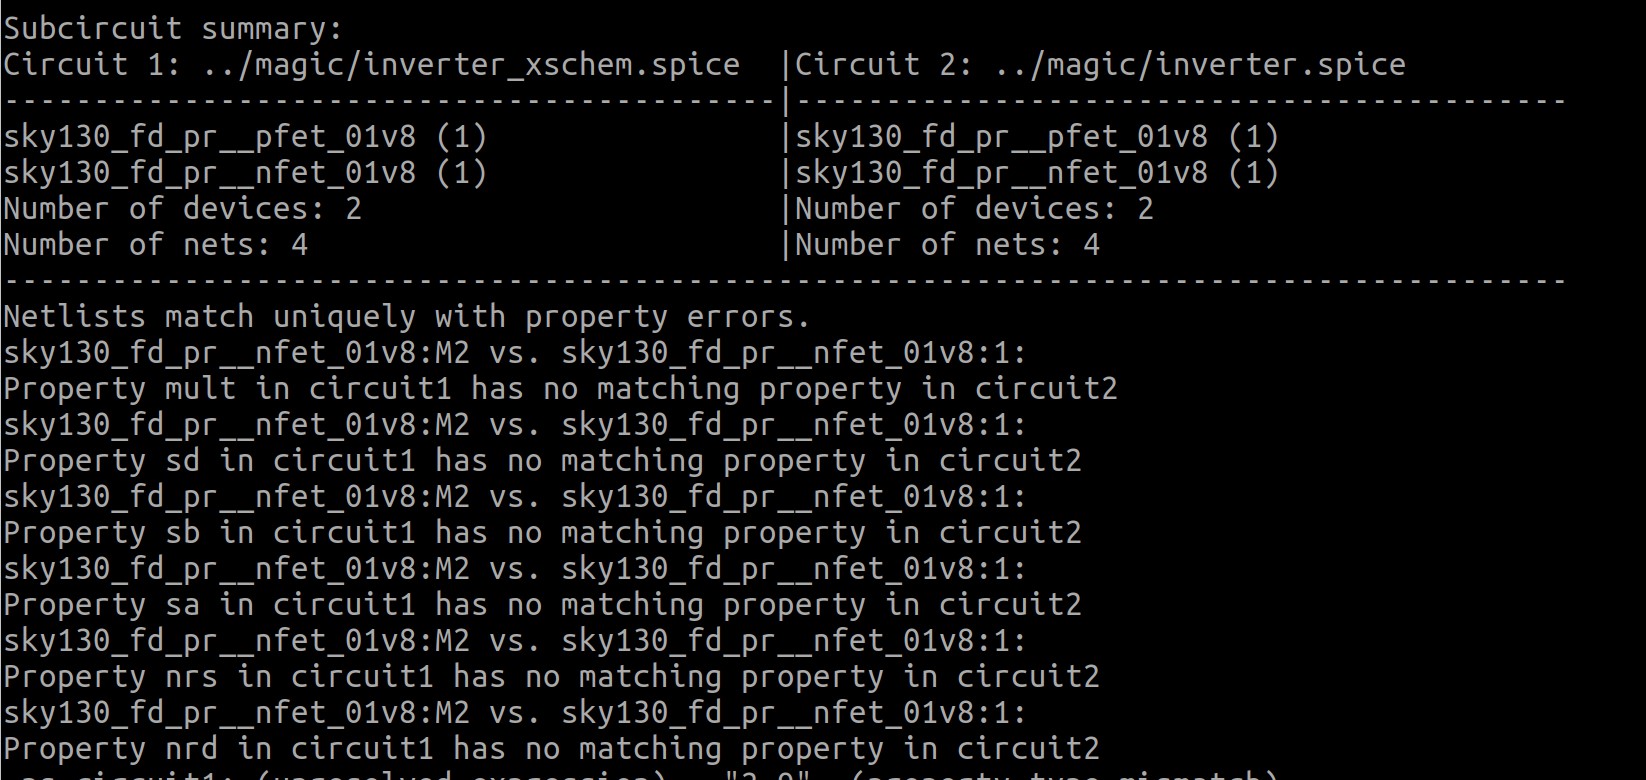 Subcircuit summary:
Circuit 1: ../magic/inverter_xschem.spice |Circuit 2: ../magic/inverter.spice
-------------------------------------------|-------------------------------------------
sky130_fd_pr__pfet_01v8 (1) |sky130_fd_pr__pfet_01v8 (1)
sky130_fd_pr__nfet_01v8 (1) |sky130_fd_pr__nfet_01v8 (1)
Number of devices: 2 |Number of devices: 2
Number of nets: 4 |Number of nets: 4
---------------------------------------------------------------------------------------
Netlists match uniquely with property errors.
sky130_fd_pr__nfet_01v8:M2 vs. sky130_fd_pr__nfet_01v8:1:
Property mult in circuit1 has no matching property in circuit2
sky130_fd_pr__nfet_01v8:M2 vs. sky130_fd_pr__nfet_01v8:1:
Property sd in circuit1 has no matching property in circuit2
sky130_fd_pr__nfet_01v8:M2 vs. sky130_fd_pr__nfet_01v8:1:
Property sb in circuit1 has no matching property in circuit2
sky130_fd_pr__nfet_01v8:M2 vs. sky130_fd_pr__nfet_01v8:1:
Property sa in circuit1 has no matching property in circuit2
sky130_fd_pr__nfet_01v8:M2 vs. sky130_fd_pr__nfet_01v8:1:
Property nrs in circuit1 has no matching property in circuit2
sky130_fd_pr__nfet_01v8:M2 vs. sky130_fd_pr__nfet_01v8:1:
Property nrd in circuit1 has no matching property in circuit2